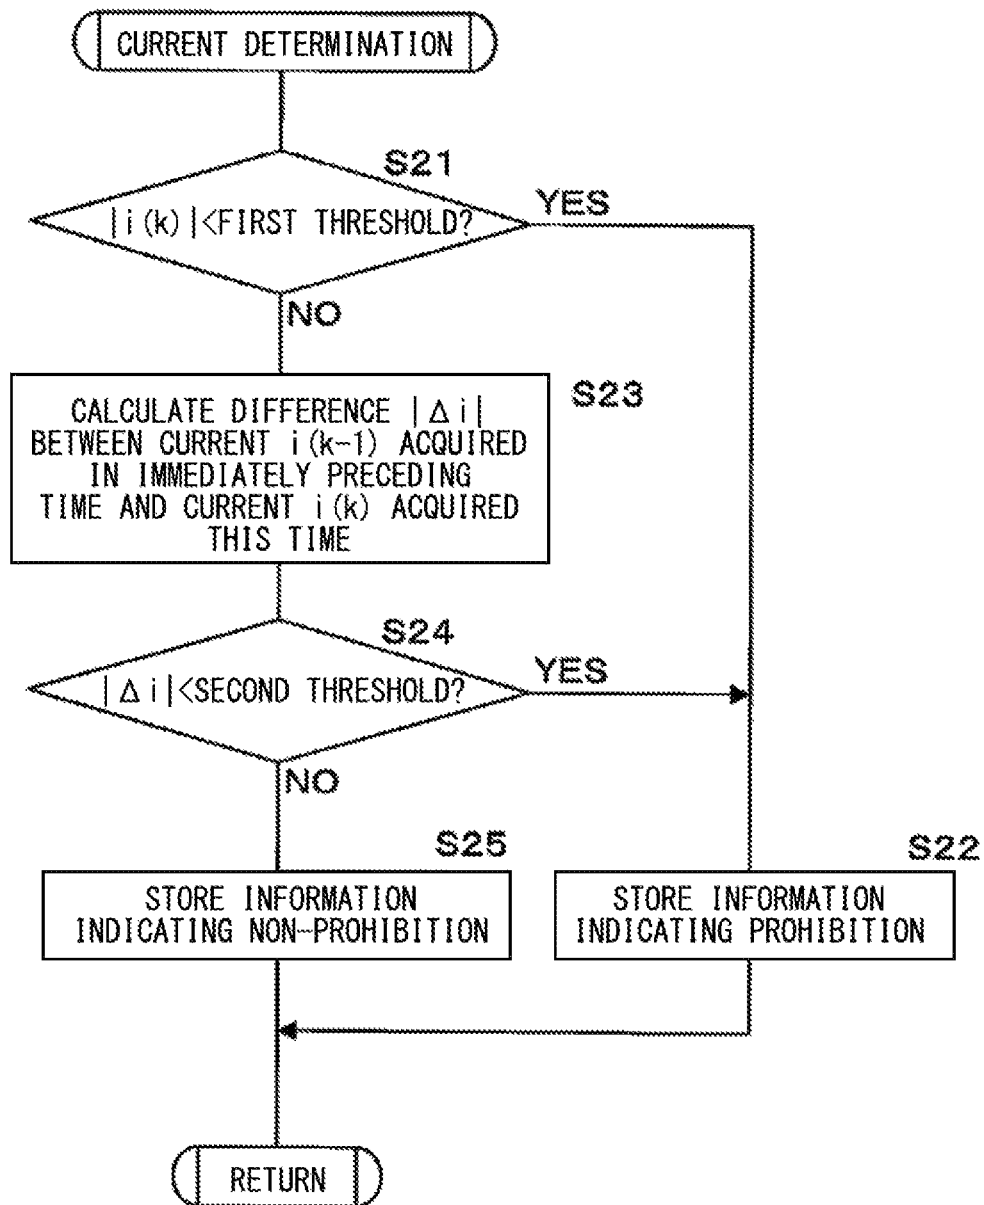 CURRENT DETERMINATION
S21
|i(k)|<FIRST THRESHOLD?
YES
NO
S23
CALCULATE DIFFERENCE |Δi|
BETWEEN CURRENT i(k-1) ACQUIRED
IN IMMEDIATELY PRECEDING
TIME AND CURRENT i(k) ACQUIRED
THIS TIME
S24
|Δi|<SECOND THRESHOLD?
YES
NO
S25
STORE INFORMATION
INDICATING NON-PROHIBITION
S22
STORE INFORMATION
INDICATING PROHIBITION
RETURN